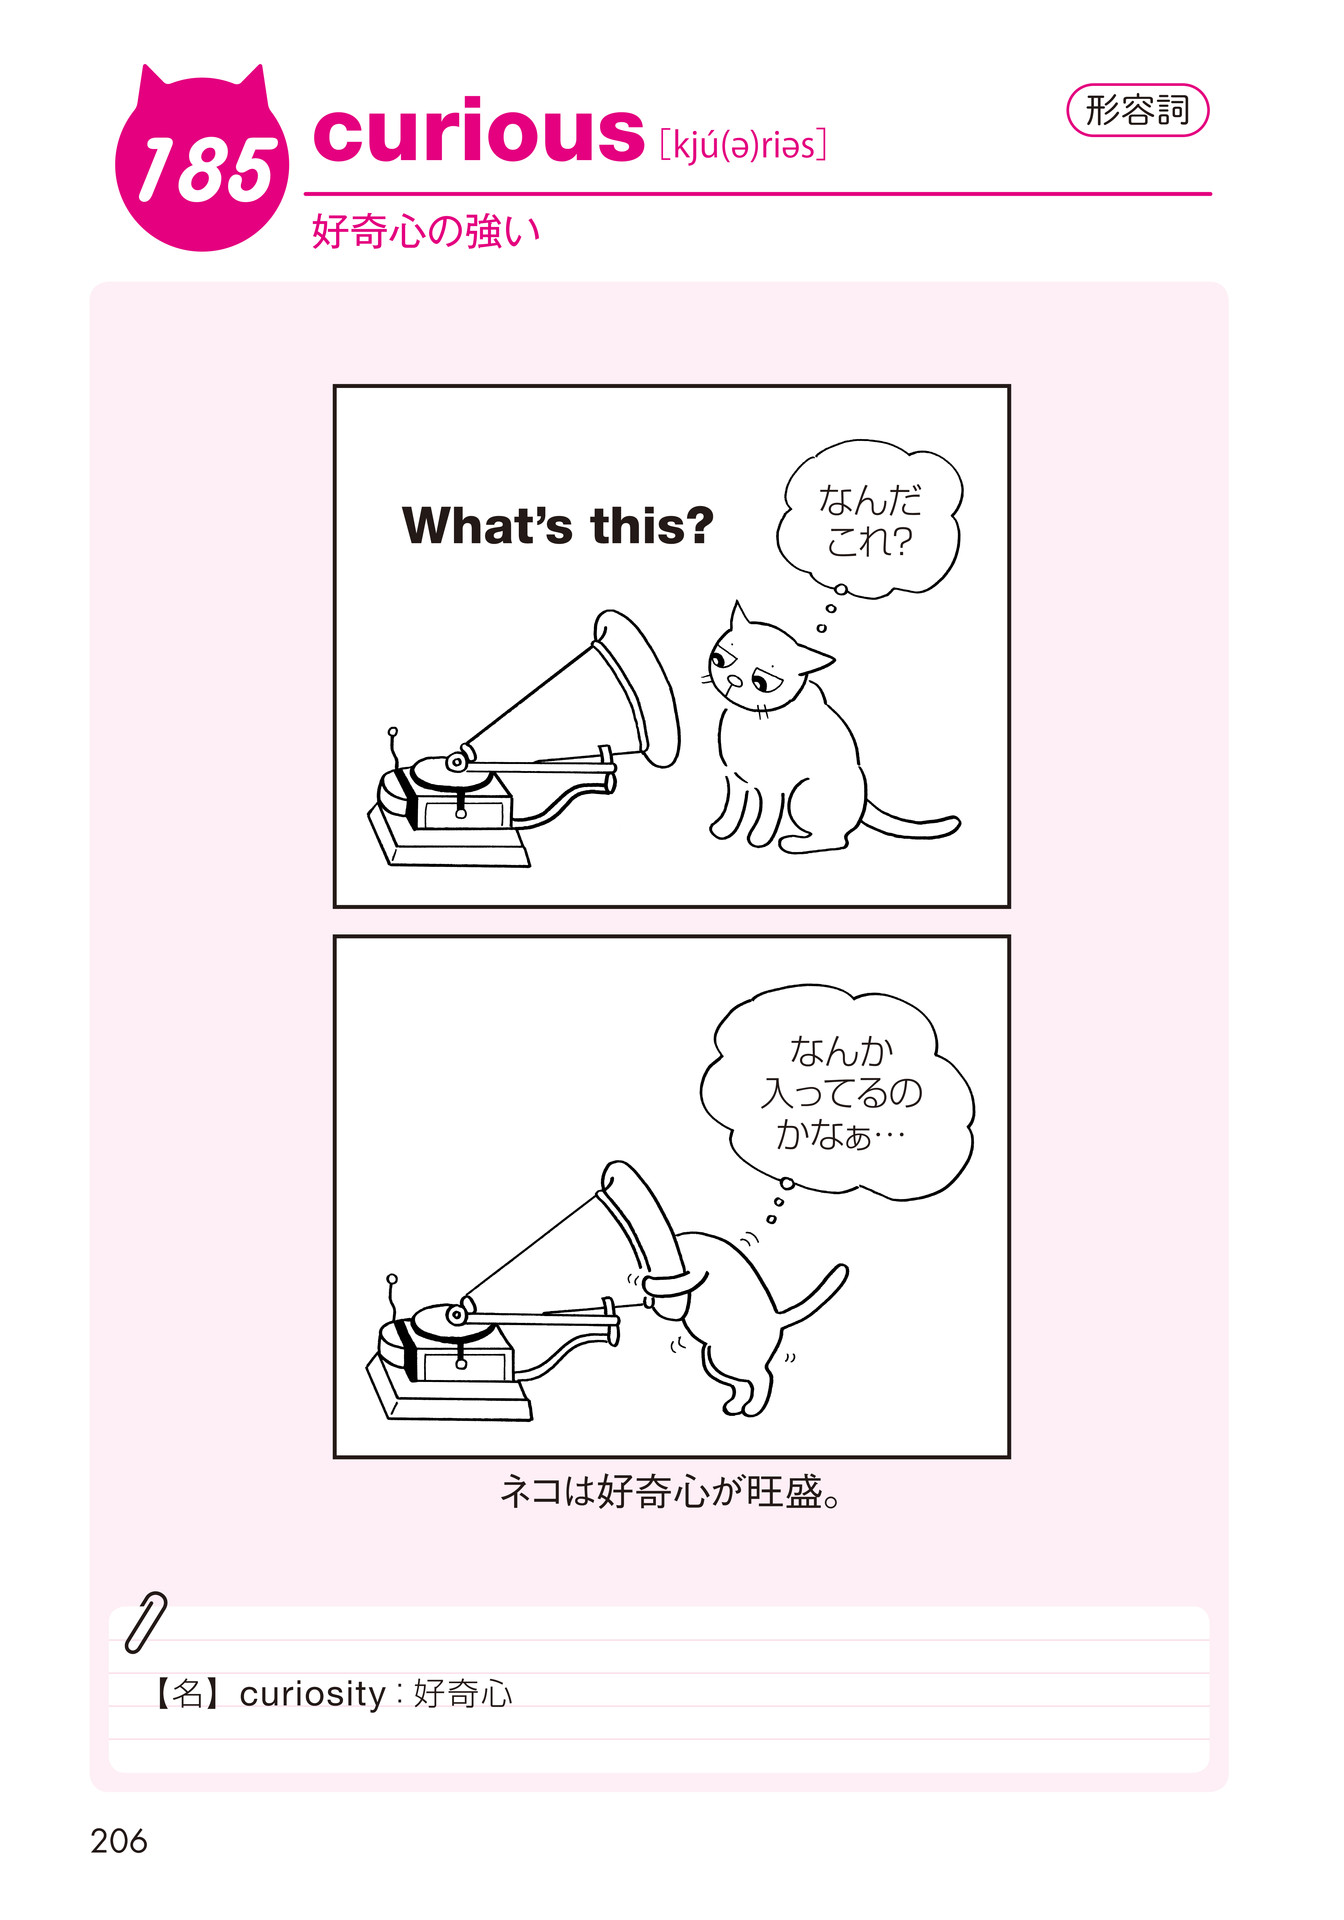 185
curious [kjú(ə)riəs]
形容詞
好奇心の強い
What's this?
なんだ
これ?
なんか
入ってるの
かなぁ…
ネコは好奇心が旺盛。
【名】curiosity：好奇心
206